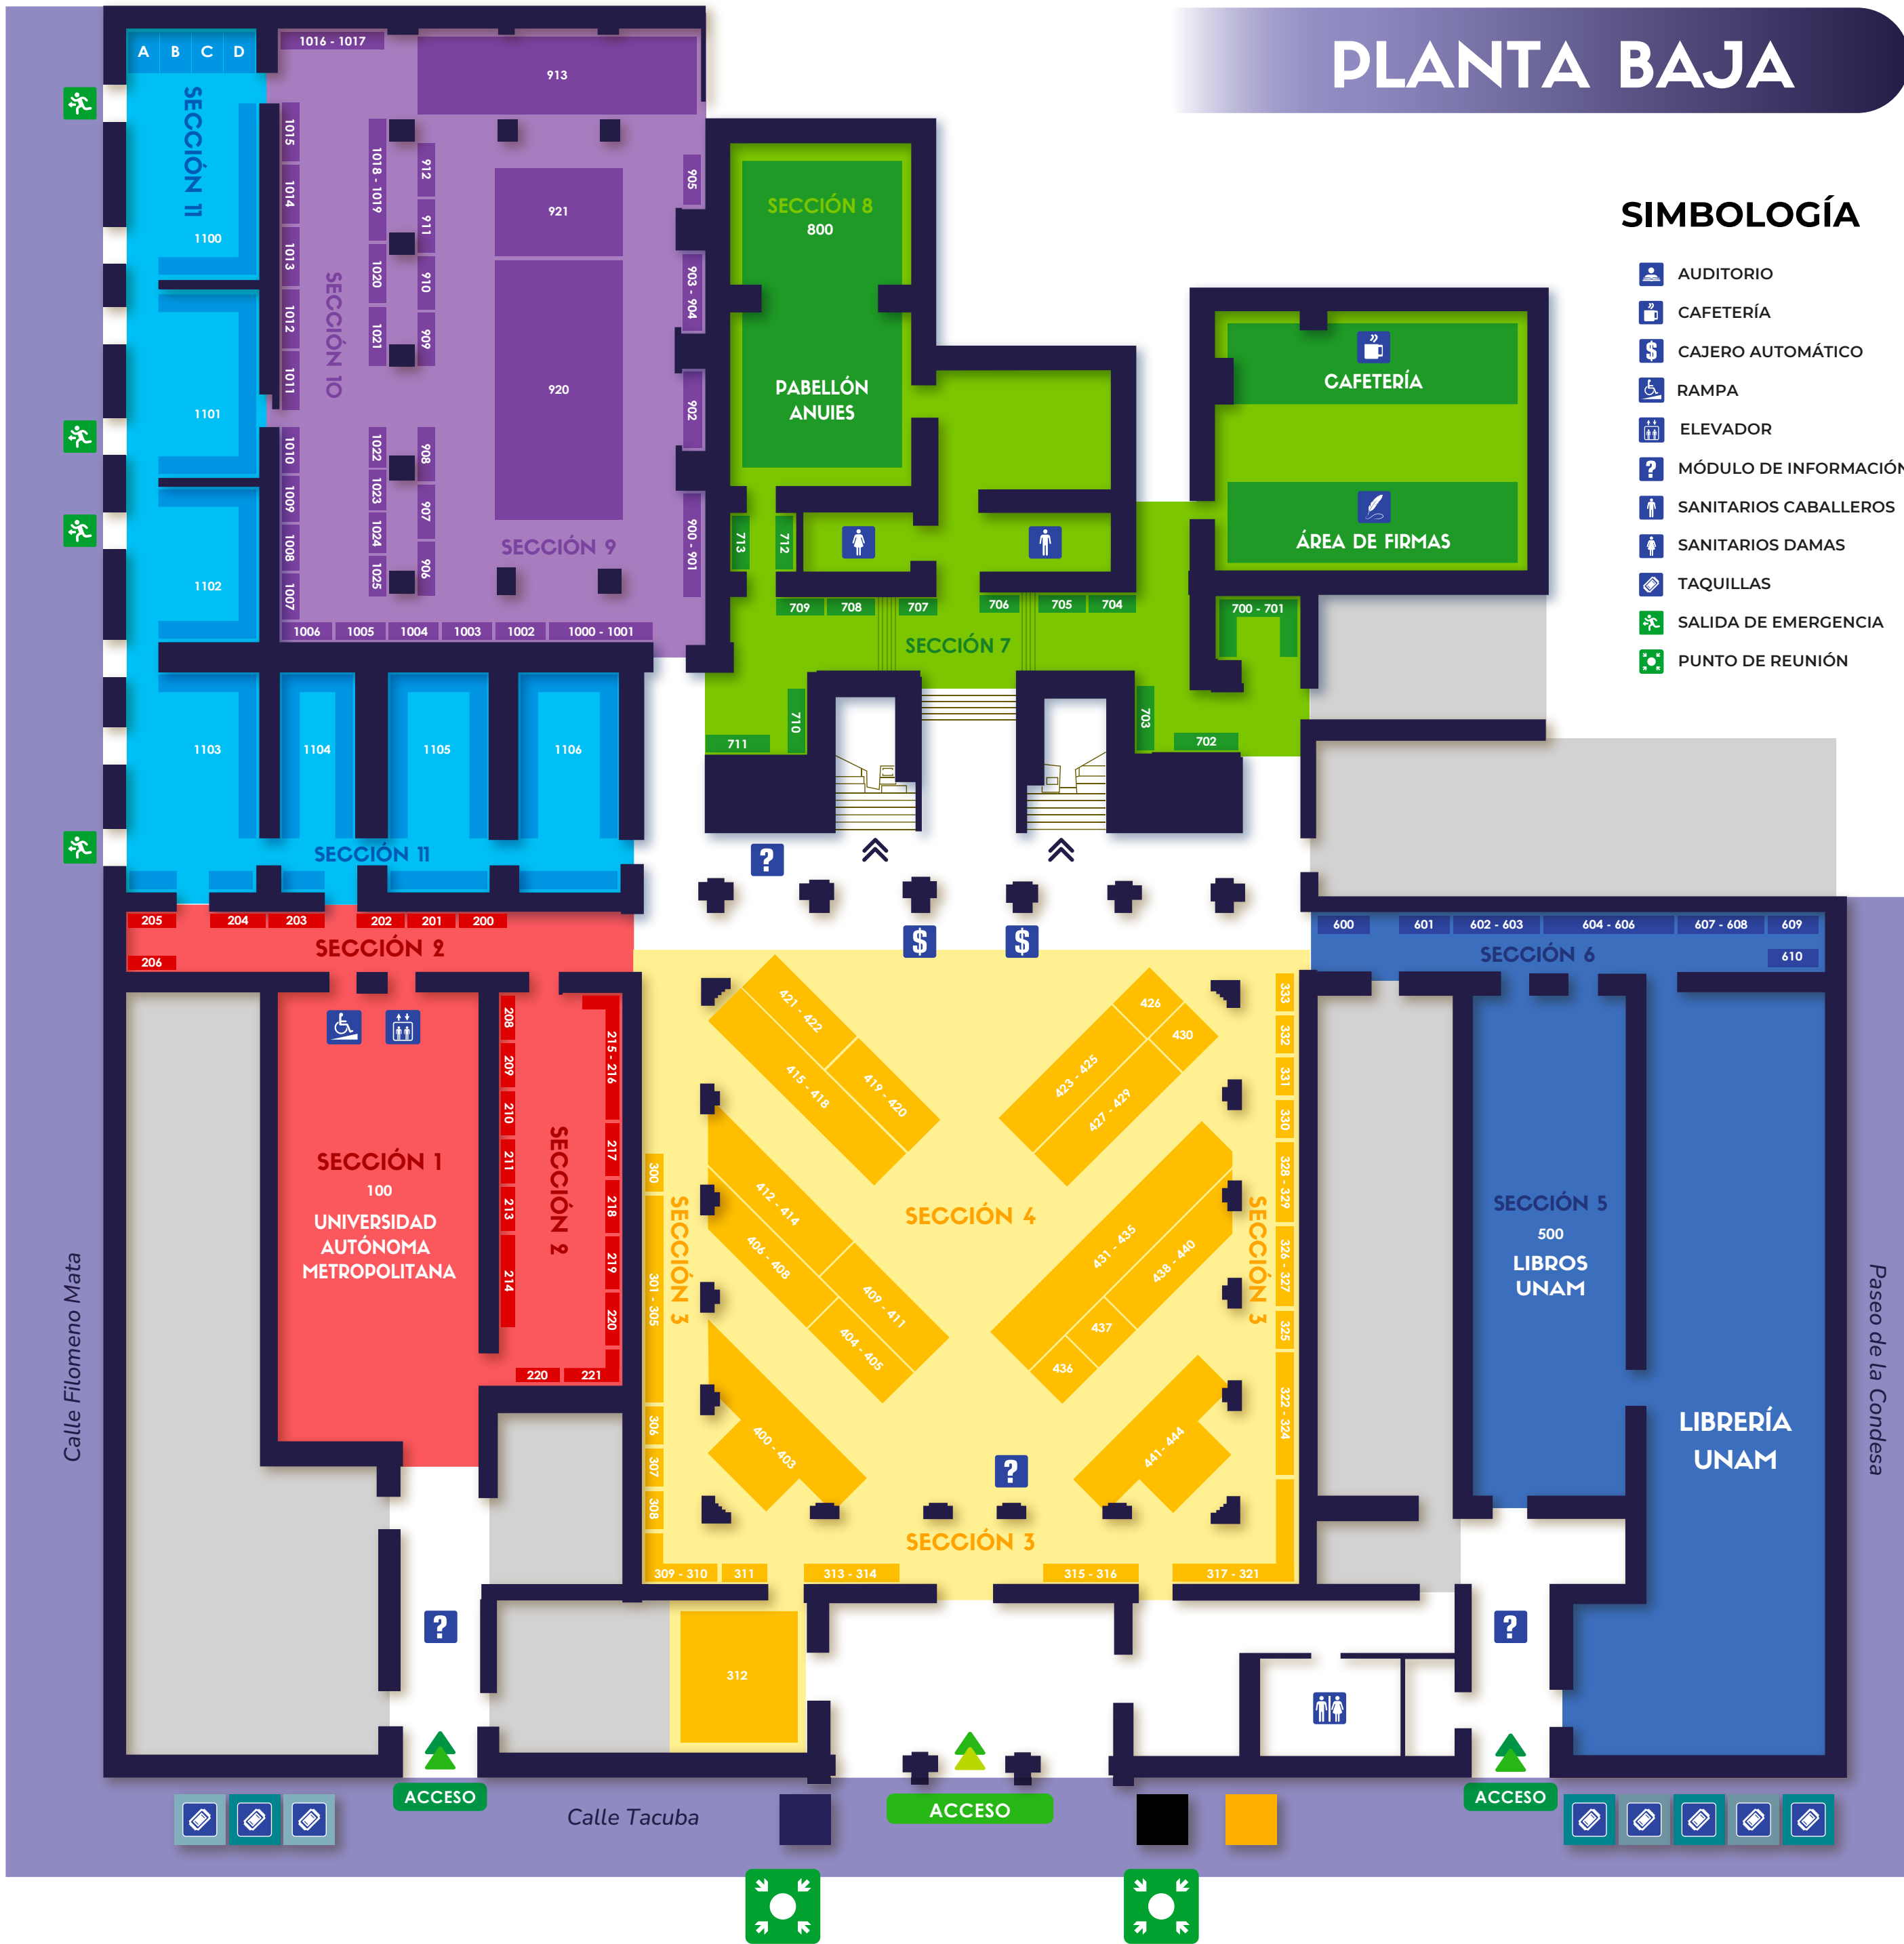 PLANTA BAJA
SIMBOLOGÍA
AUDITORIO
CAFETERÍA
CAJERO AUTOMÁTICO
RAMPA
ELEVADOR
MÓDULO DE INFORMACIÓN
SANITARIOS CABALLEROS
SANITARIOS DAMAS
TAQUILLAS
SALIDA DE EMERGENCIA
PUNTO DE REUNIÓN
A B C D
SECCIÓN 11
1100
1101
1102
1103
1104
1105
1106
SECCIÓN 11
1016 - 1017
1015
1014
1013
1012
1011
1010
1009
1008
1007
1006
1005
1004
1003
1002
1000 - 1001
SECCIÓN 10
1018 - 1019
1020
1021
1022
1023
1024
1025
913
912
911
910
909
908
907
906
921
920
SECCIÓN 9
905
903 - 904
902
900 - 901
SECCIÓN 8
800
PABELLÓN
ANUIES
CAFETERÍA
ÁREA DE FIRMAS
713
712
709
708
707
706
705
704
700 - 701
SECCIÓN 7
711
710
703
702
?
$
$
205
204
203
202
201
200
SECCIÓN 2
206
208
209
210
211
213
214
SECCIÓN 2
215 - 216
217
218
219
220
220
221
SECCIÓN 1
100
UNIVERSIDAD
AUTÓNOMA
METROPOLITANA
421 - 422
415 - 418
419 - 420
426
430
423 - 425
427 - 429
412 - 414
406 - 408
409 - 411
404 - 405
400 - 403
SECCIÓN 4
431 - 435
438 - 440
437
436
441 - 444
?
300
301 - 305
306
307
308
SECCIÓN 3
309 - 310
311
313 - 314
SECCIÓN 3
315 - 316
317 - 321
312
SECCIÓN 3
333
332
331
330
328 - 329
326 - 327
325
322 - 324
600
601
602 - 603
604 - 606
607 - 608
609
SECCIÓN 6
610
SECCIÓN 5
500
LIBROS
UNAM
LIBRERÍA
UNAM
?
?
ACCESO
ACCESO
ACCESO
Calle Filomeno Mata
Calle Tacuba
Paseo de la Condesa